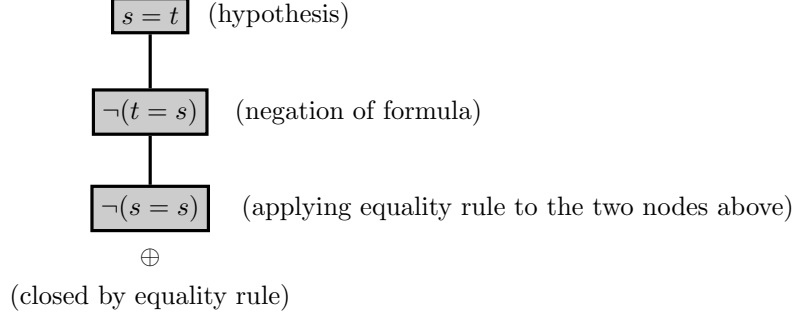 s = t (hypothesis)
¬(t = s) (negation of formula)
¬(s = s) (applying equality rule to the two nodes above)
⊕
(closed by equality rule)